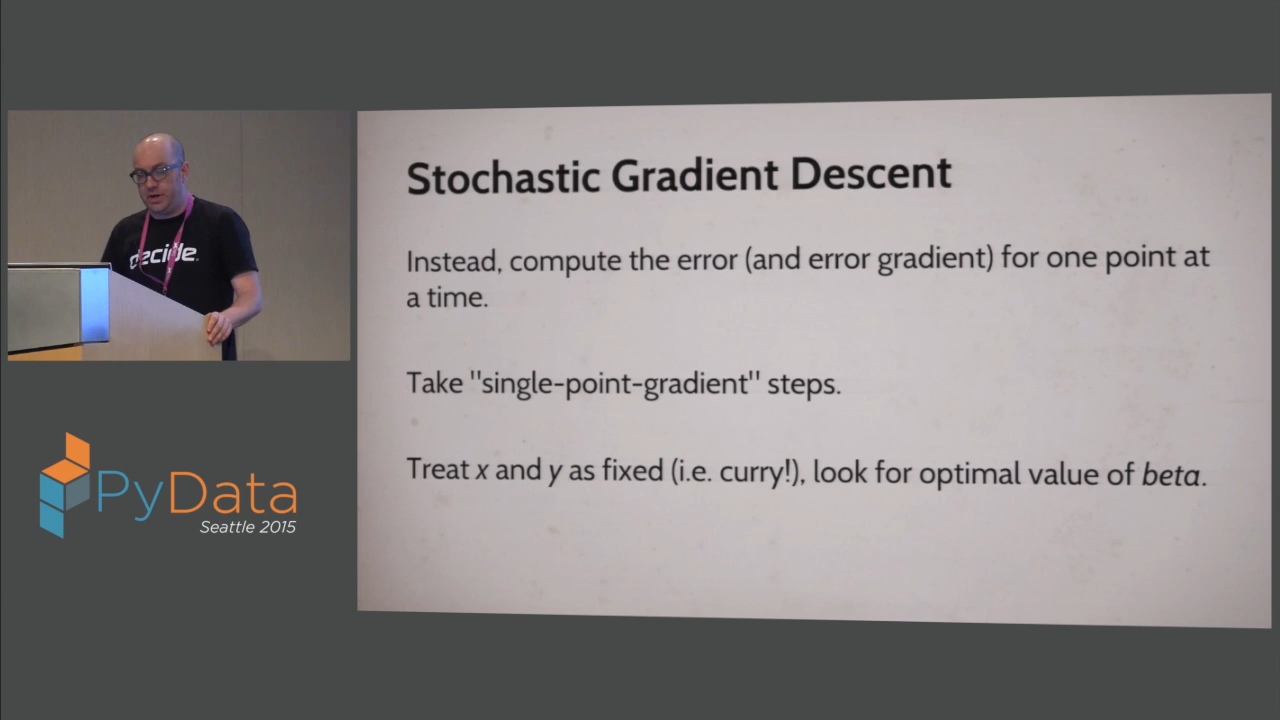 Stochastic Gradient Descent
Instead, compute the error (and error gradient) for one point at
a time.
Take "single-point-gradient" steps.
Treat x and y as fixed (i.e. curry!), look for optimal value of beta.
decide
PyData
Seattle 2015